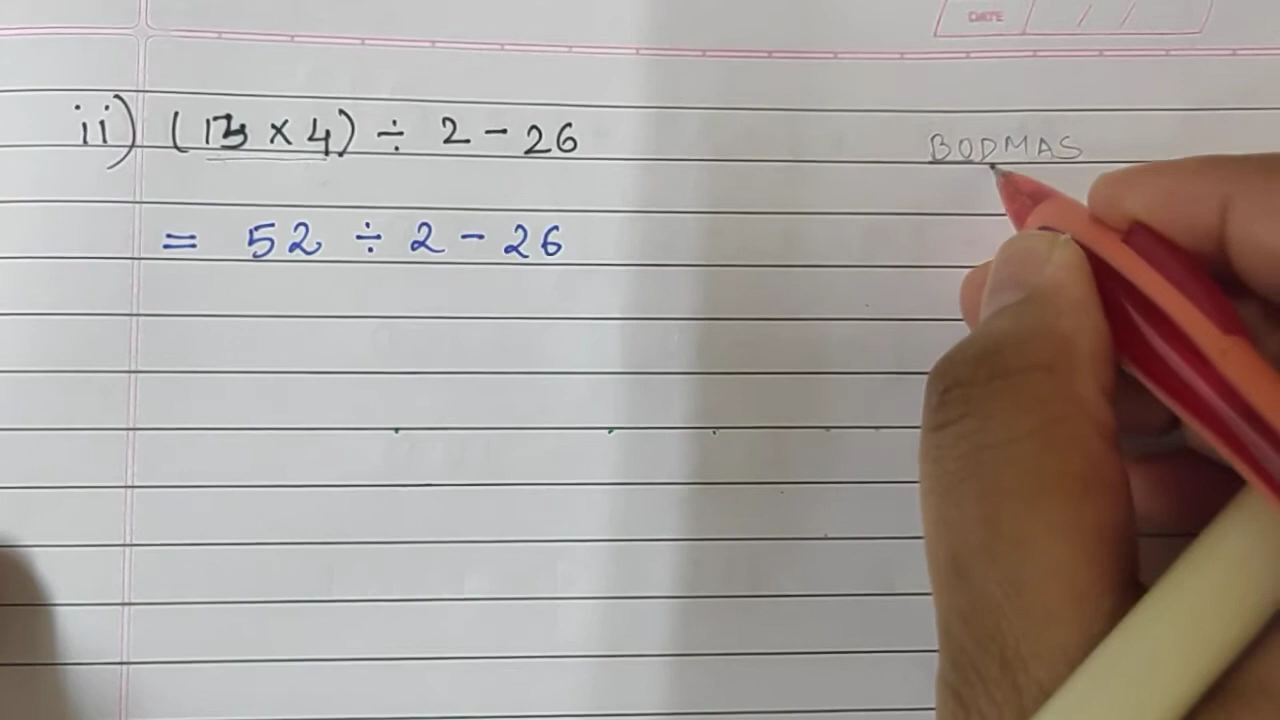 DATE / /
ii) (13 × 4) ÷ 2 - 26
BODMAS
= 52 ÷ 2 - 26